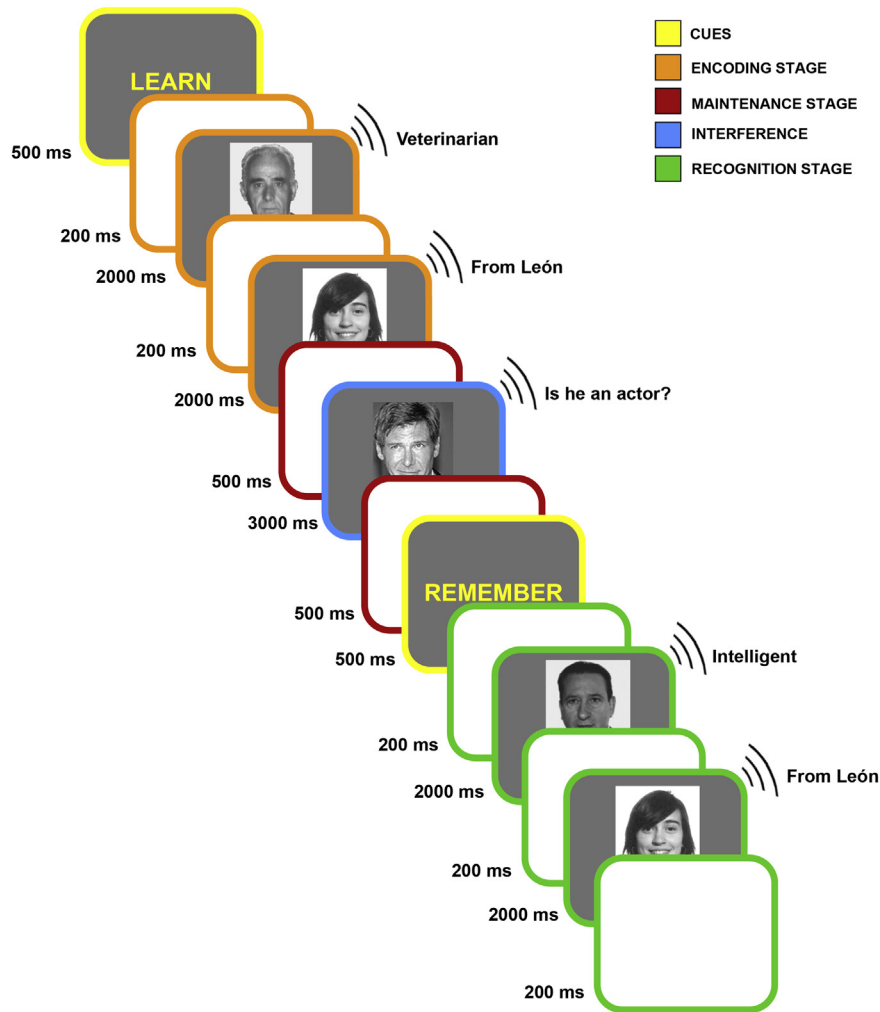 CUES
ENCODING STAGE
MAINTENANCE STAGE
INTERFERENCE
RECOGNITION STAGE
LEARN
500 ms
Veterinarian
200 ms
2000 ms
From León
200 ms
2000 ms
Is he an actor?
500 ms
3000 ms
REMEMBER
500 ms
500 ms
Intelligent
200 ms
2000 ms
From León
200 ms
2000 ms
200 ms